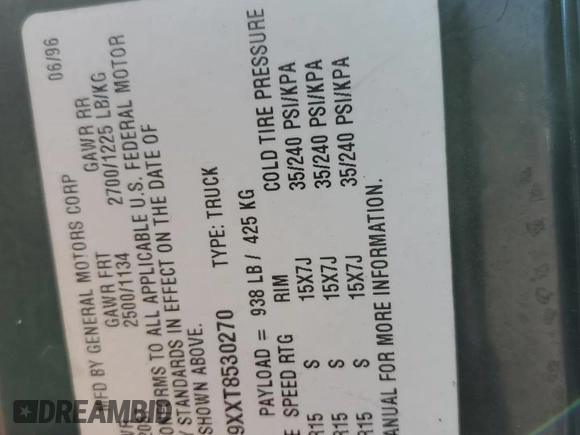 MFD BY GENERAL MOTORS CORP 06/96
GAWR FRT GAWR RR
2500/1134 2700/1225 LB/KG
TO ALL APPLICABLE U.S. FEDERAL MOTOR
STANDARDS IN EFFECT ON THE DATE OF
SHOWN ABOVE.
9XXT8530270 TYPE: TRUCK
PAYLOAD = 938 LB / 425 KG
SPEED RTG RIM COLD TIRE PRESSURE
R15 S 15X7J 35/240 PSI/KPA
R15 S 15X7J 35/240 PSI/KPA
R15 S 15X7J 35/240 PSI/KPA
ANUAL FOR MORE INFORMATION.
DREAMBID